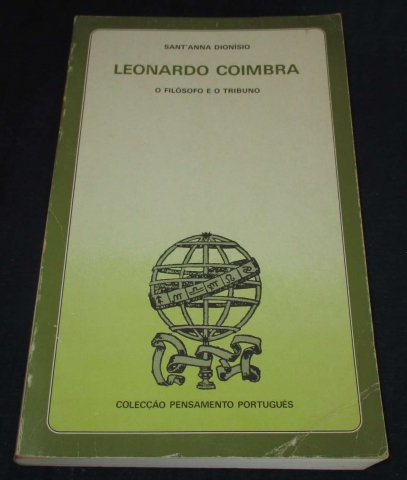 SANT'ANNA DIONÍSIO
LEONARDO COIMBRA
O FILÓSOFO E O TRIBUNO
COLECÇÃO PENSAMENTO PORTUGUÊS